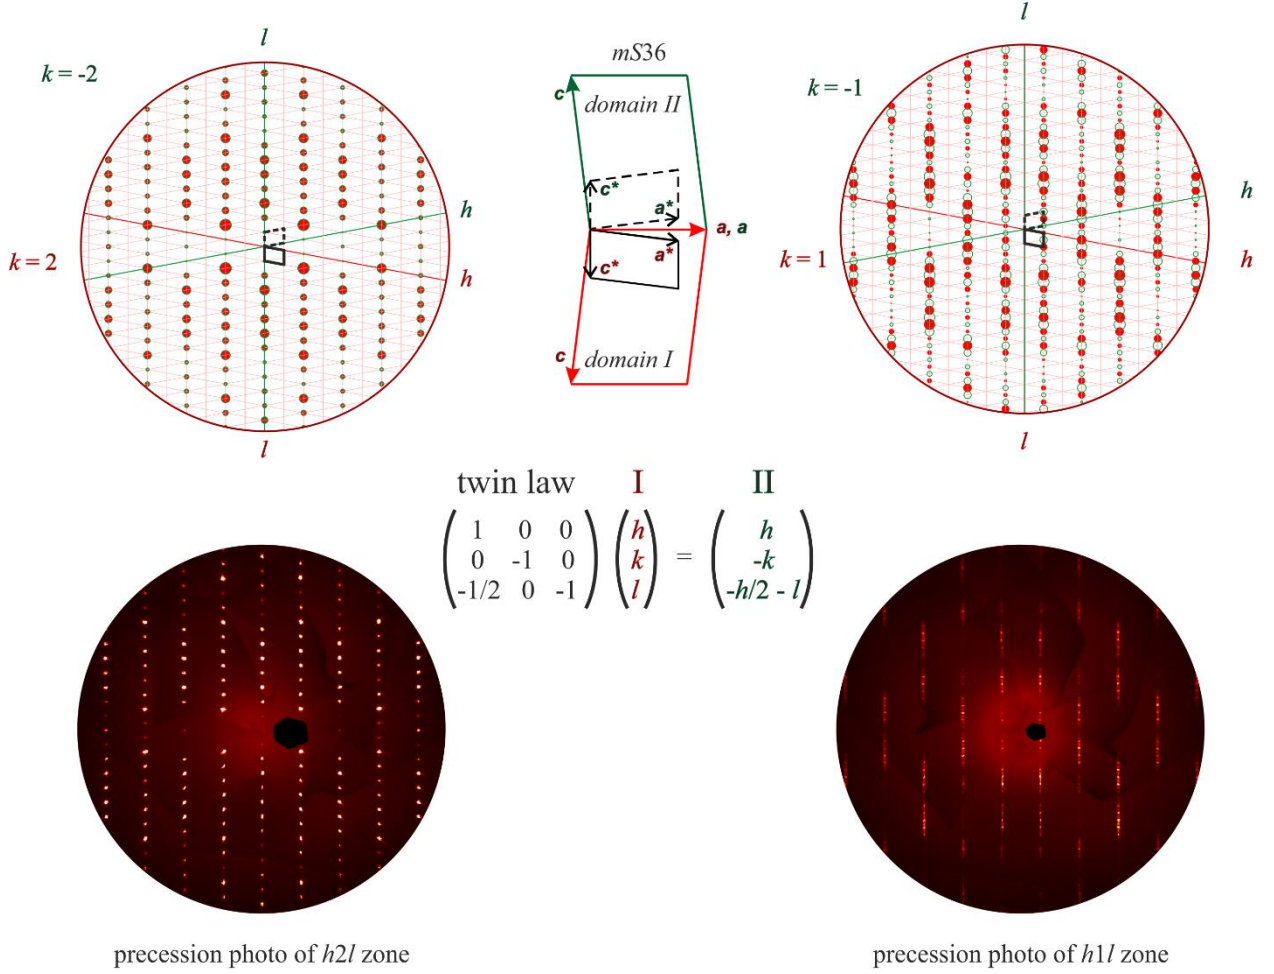 l
k = -2
h
k = 2
h
l
mS36
c
domain II
c*
a*
a, a
a*
c*
c
domain I
l
k = -1
h
k = 1
h
l
twin law I II
1 0 0 h h
0 -1 0 k = -k
-1/2 0 -1 l -h/2 - l
precession photo of h2l zone
precession photo of h1l zone